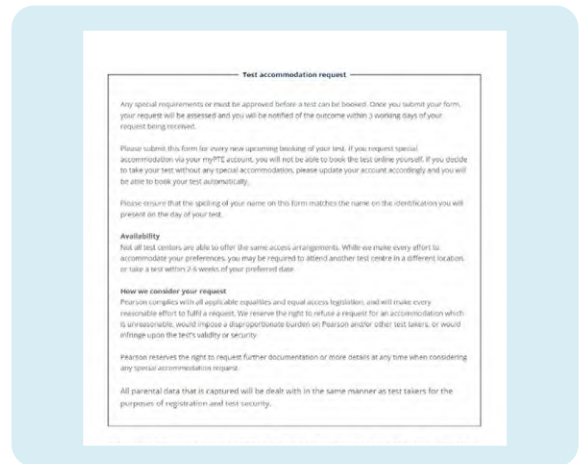 Test accommodation request
Any special requirements or must be approved before a test can be booked. Once you submit your form,
your request will be assessed and you will be notified of the outcome within 3 working days of your
request being received.
Please submit this form for every new upcoming booking of your test. If you request special
accommodation via your myPTE account, you will not be able to book the test online yourself. If you decide
to take your test without any special accommodation, please update your account accordingly and you will
be able to book your test automatically.
Please ensure that the spelling of your name on this form matches the name on the identification you will
present on the day of your test.
Availability
Not all test centers are able to offer the same access arrangements. While we make every effort to
accommodate your preferences, you may be required to attend another test centre in a different location,
or take a test within 2-6 weeks of your preferred date.
How we consider your request
Pearson complies with all applicable equalities and equal access legislation, and will make every
reasonable effort to fulfil a request. We reserve the right to refuse a request for an accommodation which
is unreasonable, would impose a disproportionate burden on Pearson and/or other test takers, or would
infringe upon the test's validity or security.
Pearson reserves the right to request further documentation or more details at any time when considering
any special accommodation request.
All parental data that is captured will be dealt with in the same manner as test takers for the
purposes of registration and test security.